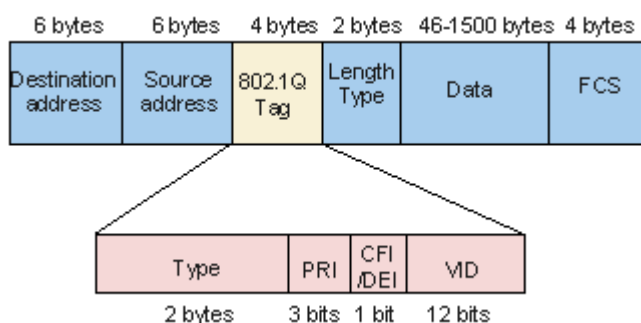 6 bytes 6 bytes 4 bytes 2 bytes 46-1500 bytes 4 bytes
Destination address
Source address
802.1Q Tag
Length Type
Data
FCS
Type
PRI
CFI /DEI
VID
2 bytes 3 bits 1 bit 12 bits